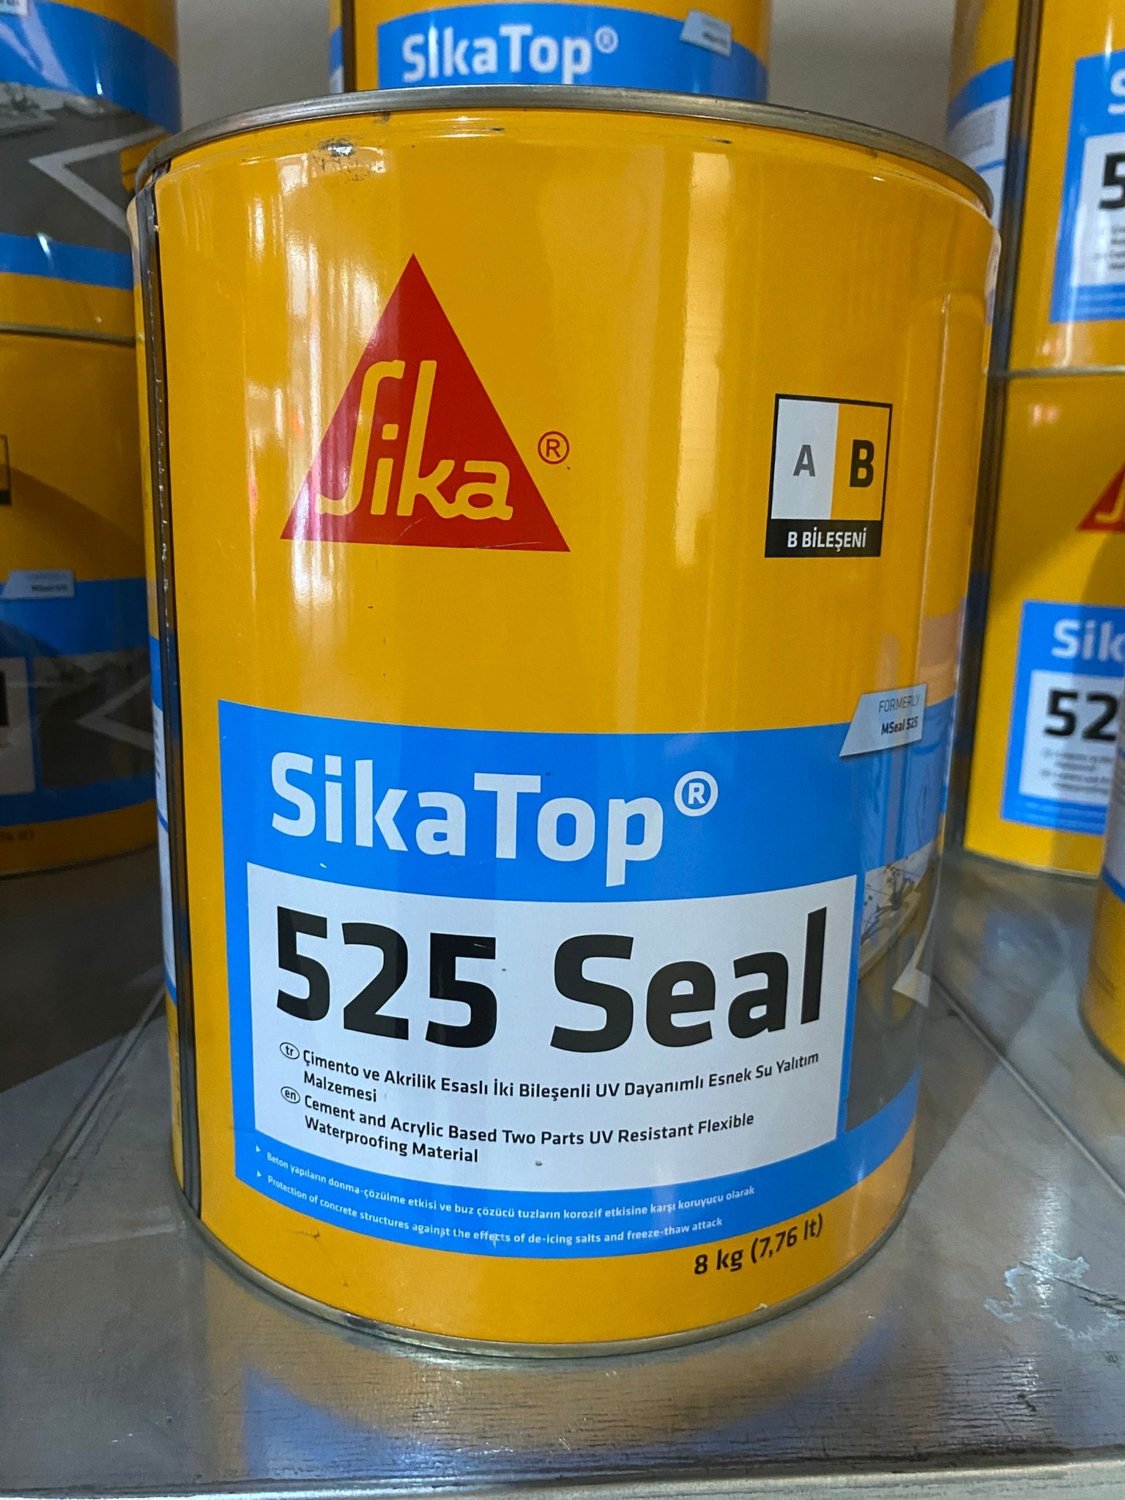 SikaTop®
Sika®
A B
B BİLEŞENİ
FORMERLY
MSeal 525
SikaTop®
525 Seal
tr Çimento ve Akrilik Esaslı İki Bileşenli UV Dayanımlı Esnek Su Yalıtım
Malzemesi
en Cement and Acrylic Based Two Parts UV Resistant Flexible
Waterproofing Material
Beton yapıların donma-çözülme etkisi ve buz çözücü tuzların korozif etkisine karşı koruyucu olarak
Protection of concrete structures against the effects of de-icing salts and freeze-thaw attack
8 kg (7,76 lt)
Sik
52